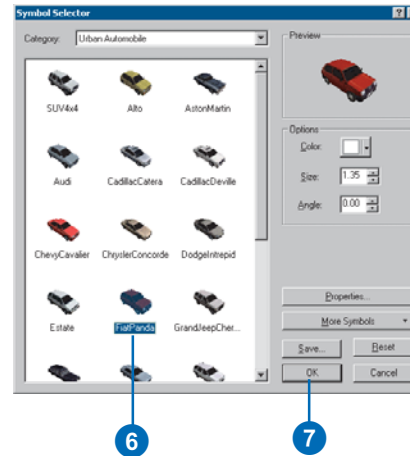 Symbol Selector
Category: Urban Automobile
Preview
SUV4x4 Alto AstonMartin
Options
Color:
Size: 1.35
Angle: 0.00
Audi CadillacCatera CadillacDeville
ChevyCavalier ChryslerConcorde DodgeIntrepid
Estate FiatPanda GrandJeepCher...
Properties...
More Symbols
Save... Reset
OK Cancel
6 7